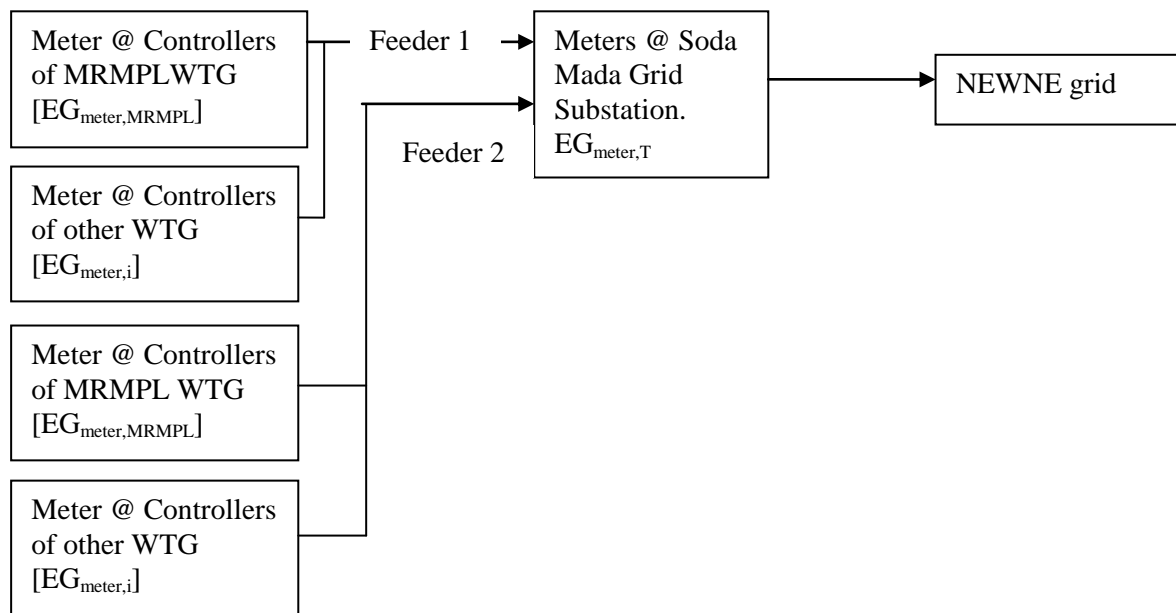 Meter @ Controllers
of MRMPLWTG
[EGmeter,MRMPL]
Feeder 1
Meters @ Soda
Mada Grid
Substation.
EGmeter,T
NEWNE grid
Feeder 2
Meter @ Controllers
of other WTG
[EGmeter,i]
Meter @ Controllers
of MRMPL WTG
[EGmeter,MRMPL]
Meter @ Controllers
of other WTG
[EGmeter,i]